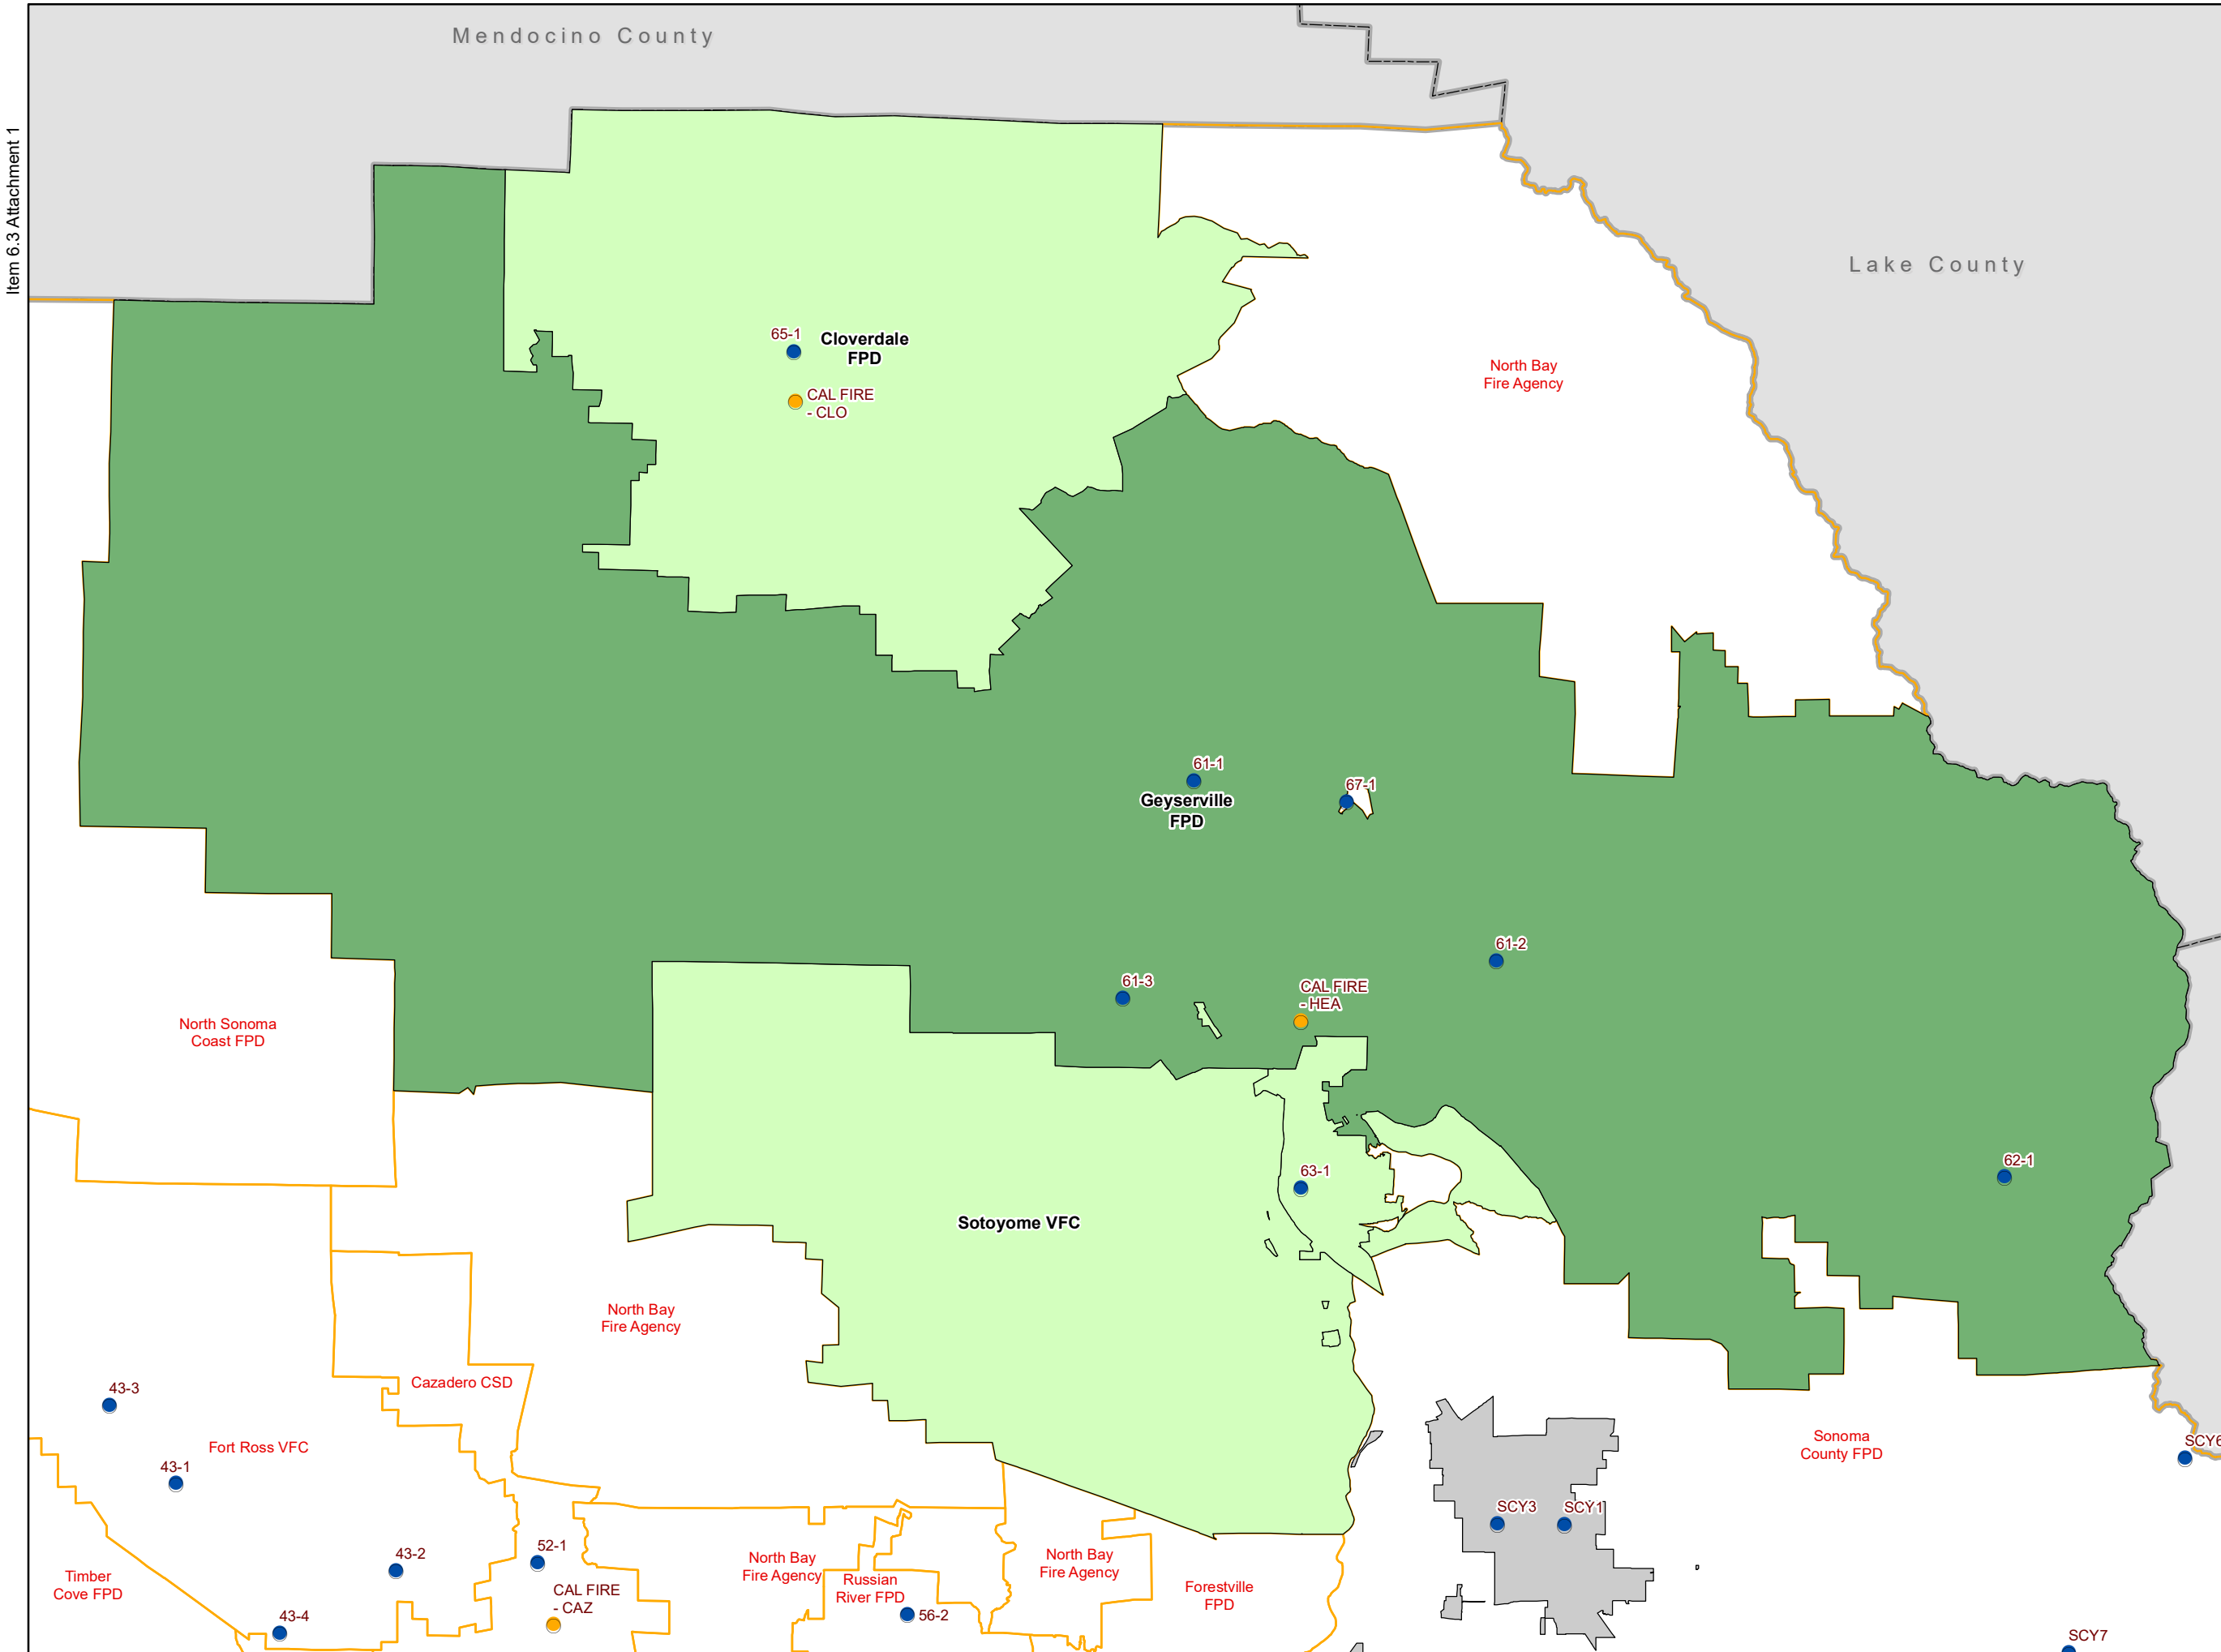 Item 6.3 Attachment 1
Mendocino County
Lake County
65-1
Cloverdale
FPD
CAL FIRE
- CLO
North Bay
Fire Agency
61-1
Geyserville
FPD
67-1
61-2
61-3
CAL FIRE
- HEA
North Sonoma
Coast FPD
63-1
62-1
Sotoyome VFC
North Bay
Fire Agency
Cazadero CSD
43-3
Fort Ross VFC
43-1
Sonoma
County FPD
SCY6
SCY3
SCY1
43-2
52-1
Timber
Cove FPD
CAL FIRE
- CAZ
43-4
North Bay
Fire Agency
Russian
River FPD
56-2
North Bay
Fire Agency
Forestville
FPD
SCY7